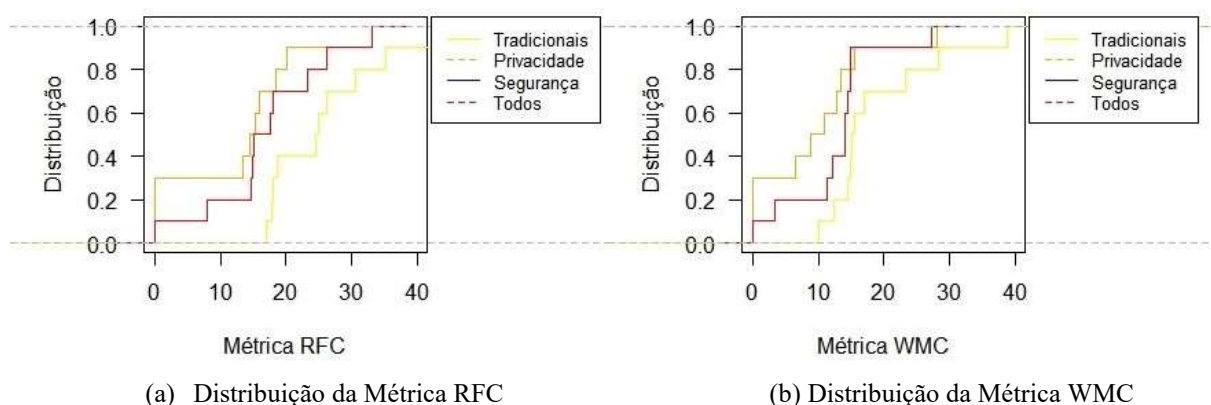 1.0
0.8
0.6
0.4
0.2
0.0
Distribuição
0 10 20 30 40
Métrica RFC
Tradicionais
Privacidade
Segurança
Todos
(a) Distribuição da Métrica RFC
1.0
0.8
0.6
0.4
0.2
0.0
Distribuição
0 10 20 30 40
Métrica WMC
Tradicionais
Privacidade
Segurança
Todos
(b) Distribuição da Métrica WMC